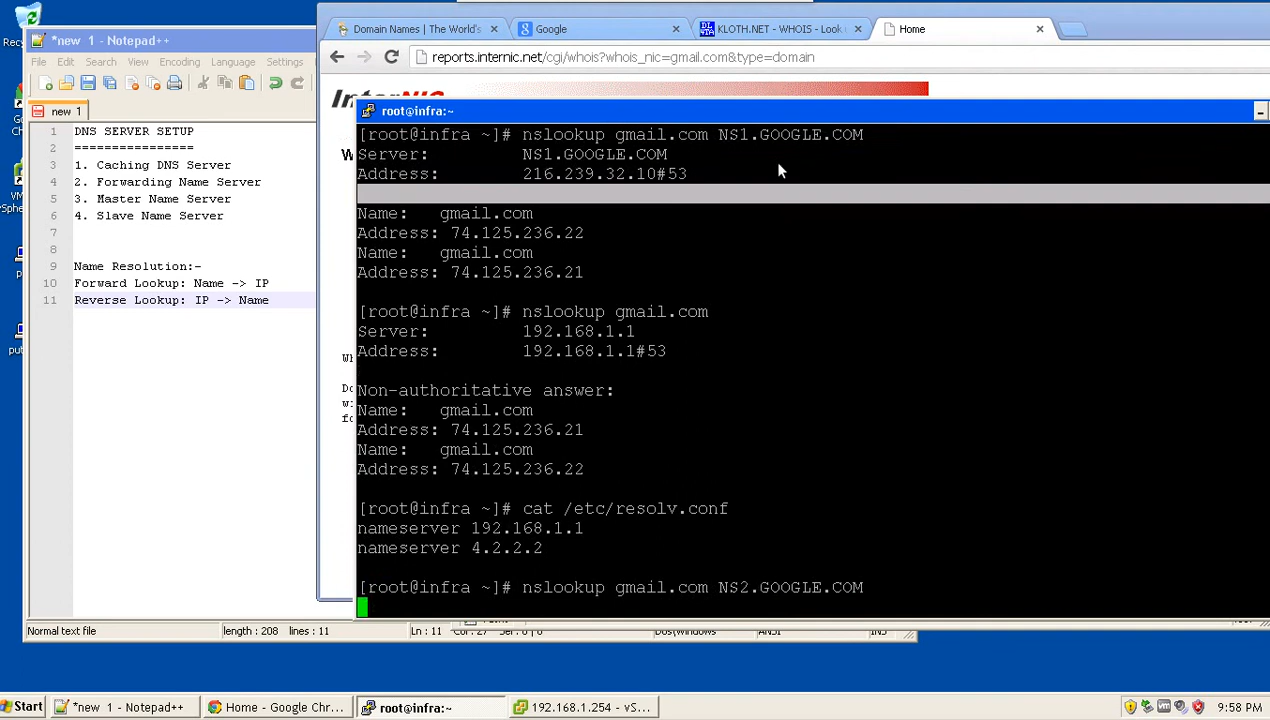 Domain Names | The World's
Google
KLOTH.NET - WHOIS - Look
Home
*new 1 - Notepad++
reports.internic.net/cgi/whois?whois_nic=gmail.com&type=domain
File Edit Search View Encoding Language Settings
InterNIC
new 1
root@infra:~
1 DNS SERVER SETUP
2 ================
3 1. Caching DNS Server
4 2. Forwarding Name Server
5 3. Master Name Server
6 4. Slave Name Server
7
8
9 Name Resolution:-
10 Forward Lookup: Name -> IP
11 Reverse Lookup: IP -> Name
[root@infra ~]# nslookup gmail.com NS1.GOOGLE.COM
Server: NS1.GOOGLE.COM
Address: 216.239.32.10#53
Name: gmail.com
Address: 74.125.236.22
Name: gmail.com
Address: 74.125.236.21
[root@infra ~]# nslookup gmail.com
Server: 192.168.1.1
Address: 192.168.1.1#53
Non-authoritative answer:
Name: gmail.com
Address: 74.125.236.21
Name: gmail.com
Address: 74.125.236.22
[root@infra ~]# cat /etc/resolv.conf
nameserver 192.168.1.1
nameserver 4.2.2.2
[root@infra ~]# nslookup gmail.com NS2.GOOGLE.COM
Normal text file length : 208 lines : 11 Ln : 11
Start *new 1 - Notepad++ Home - Google Chr... root@infra:~ 192.168.1.254 - vS... 9:58 PM